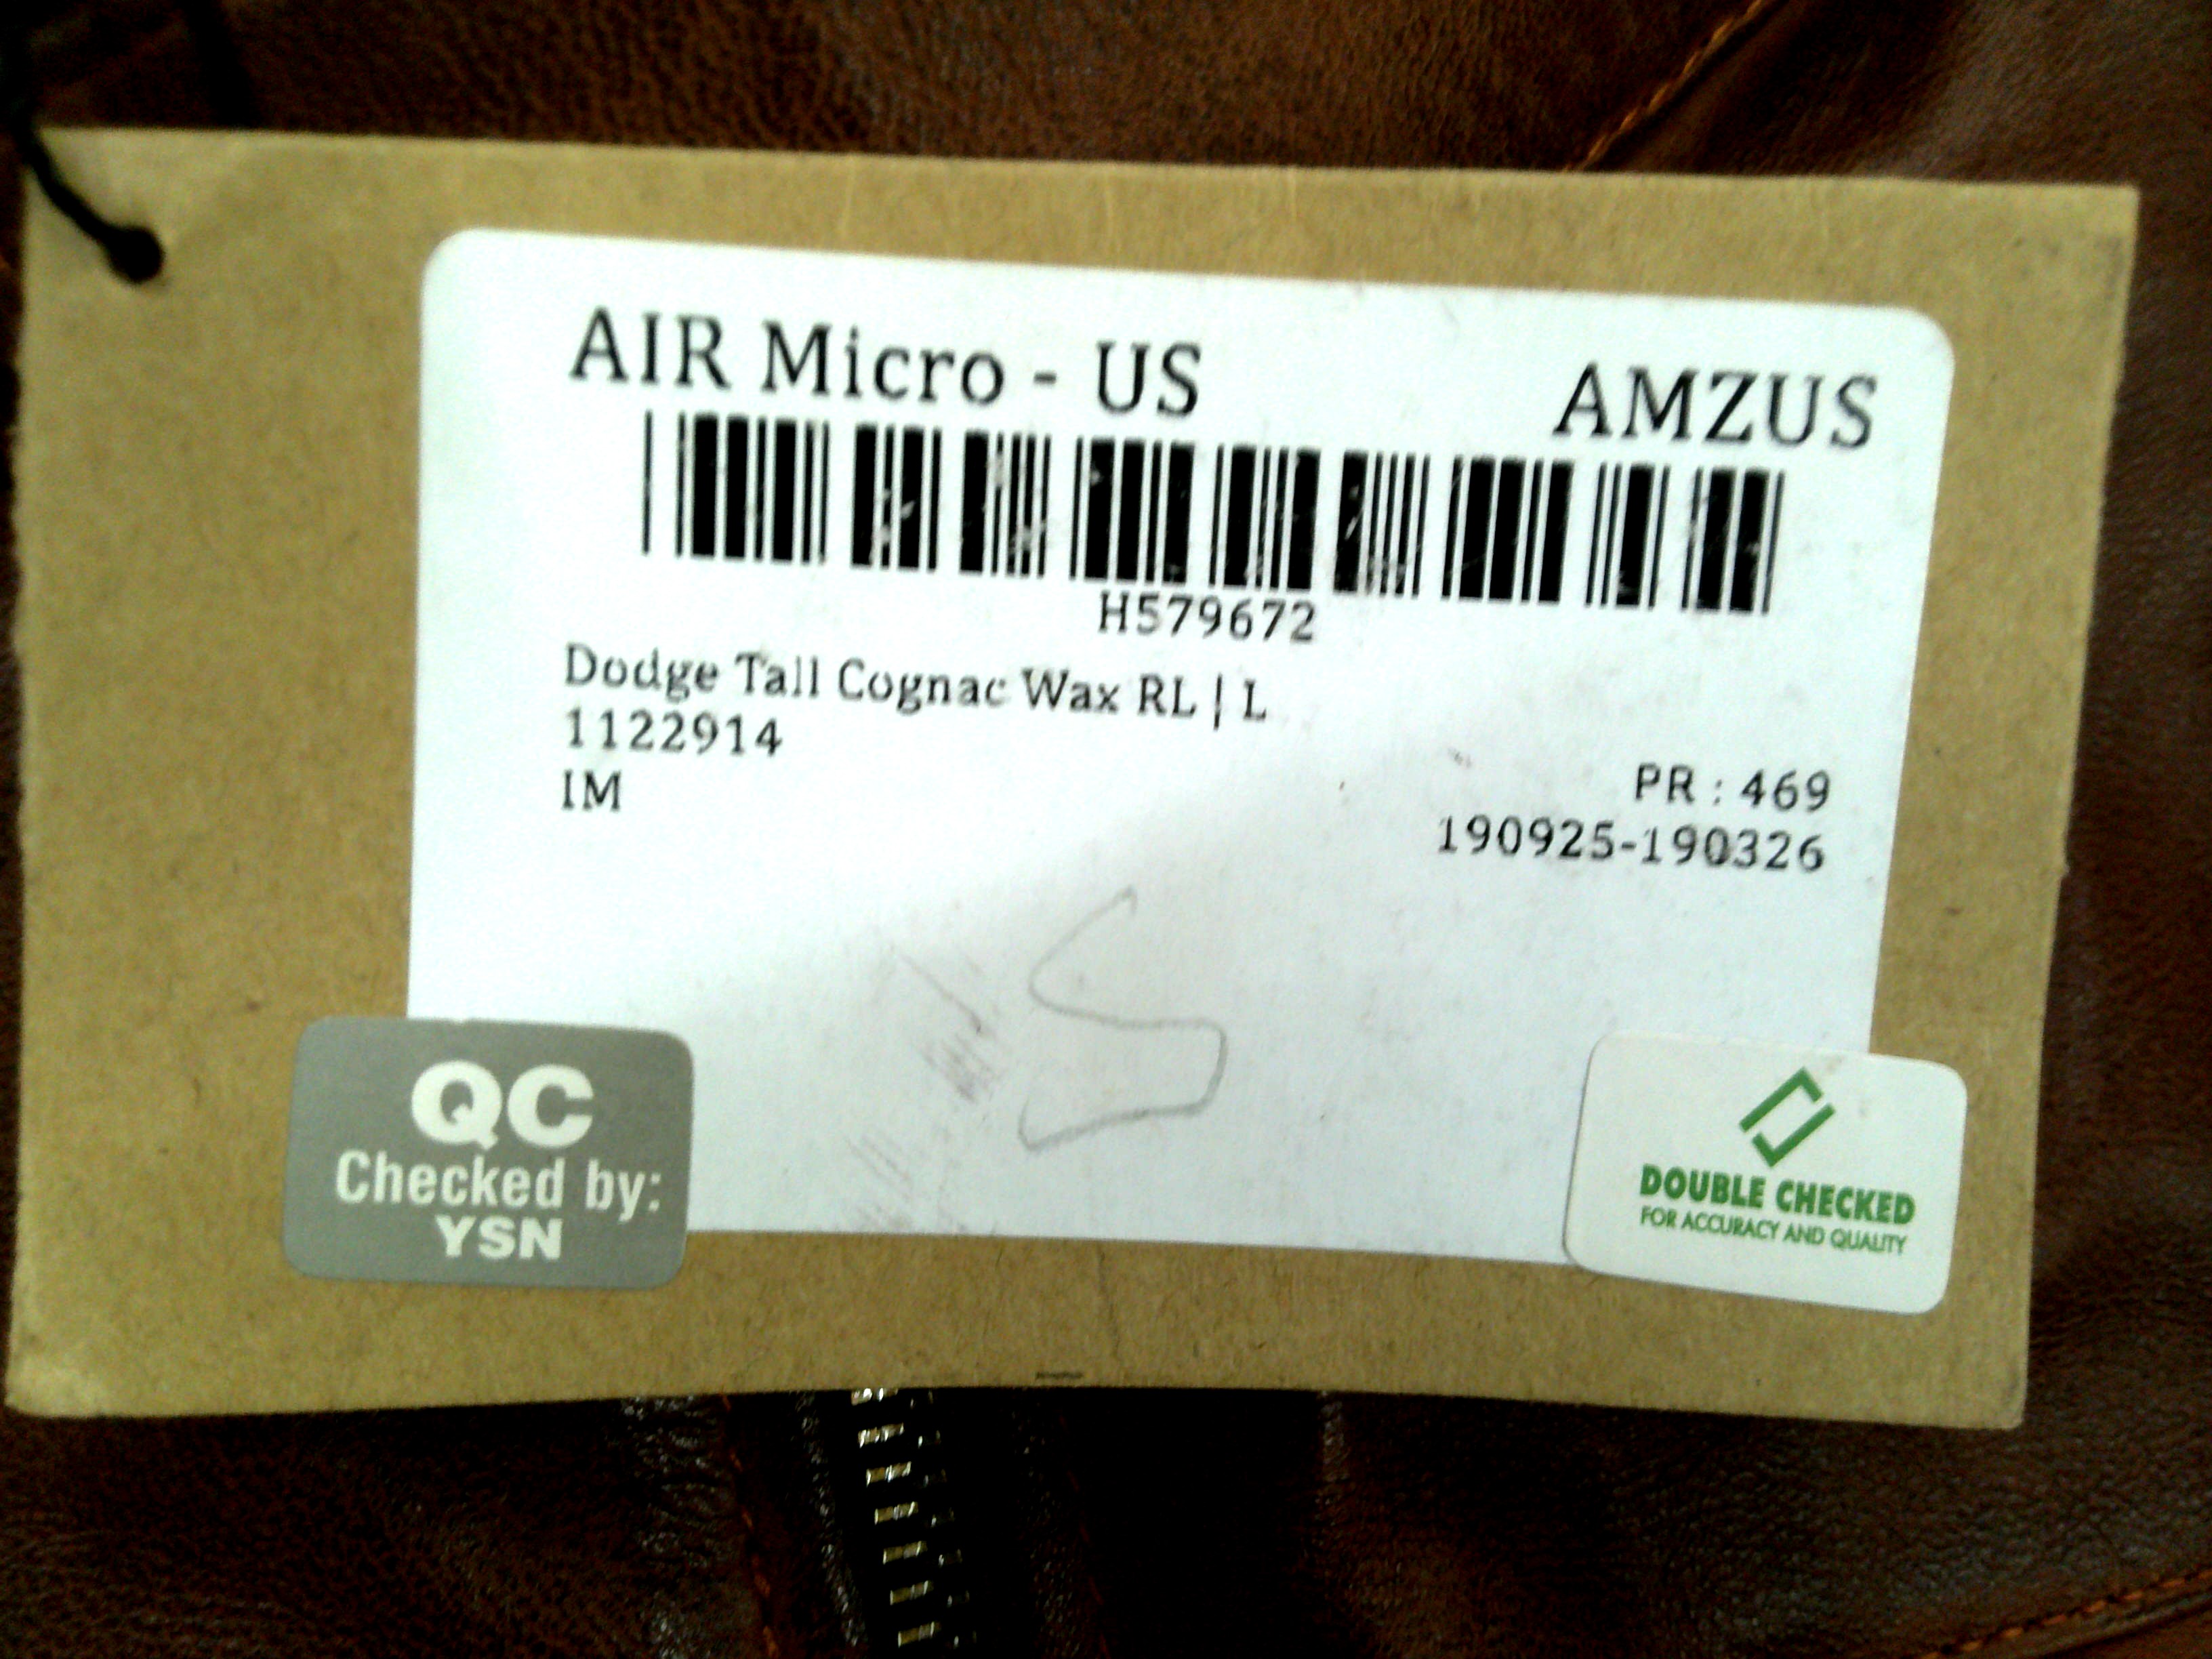 AIR Micro - US AMZUS
H579672
Dodge Tall Cognac Wax RL | L
1122914
IM
PR : 469
190925-190326
S
QC
Checked by:
YSN
DOUBLE CHECKED
FOR ACCURACY AND QUALITY